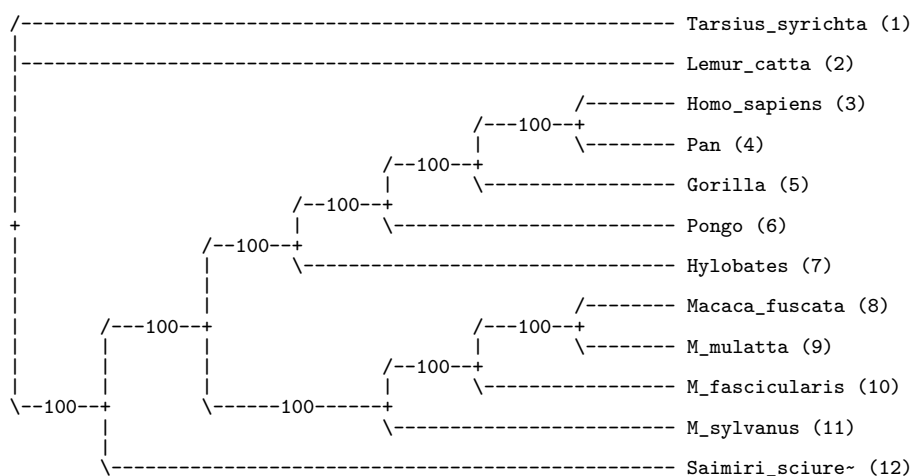 Tarsius_syrichta (1)
Lemur_catta (2)
Homo_sapiens (3)
100
Pan (4)
100
Gorilla (5)
100
Pongo (6)
100
Hylobates (7)
Macaca_fuscata (8)
100
100
M_mulatta (9)
100
M_fascicularis (10)
100
100
M_sylvanus (11)
Saimiri_sciure~ (12)